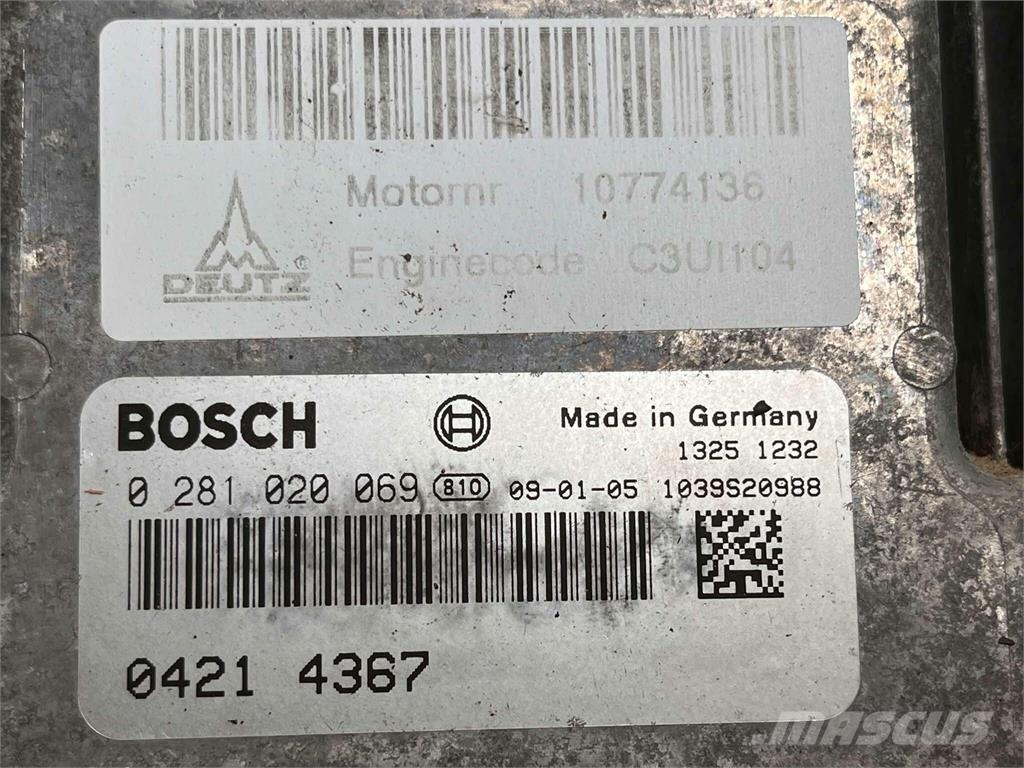 Motornr 10774136
DEUTZ ® Enginecode C3UI104
BOSCH Made in Germany
1325 1232
0 281 020 069 810 09-01-05 1039S20988
0421 4367
MASCUS